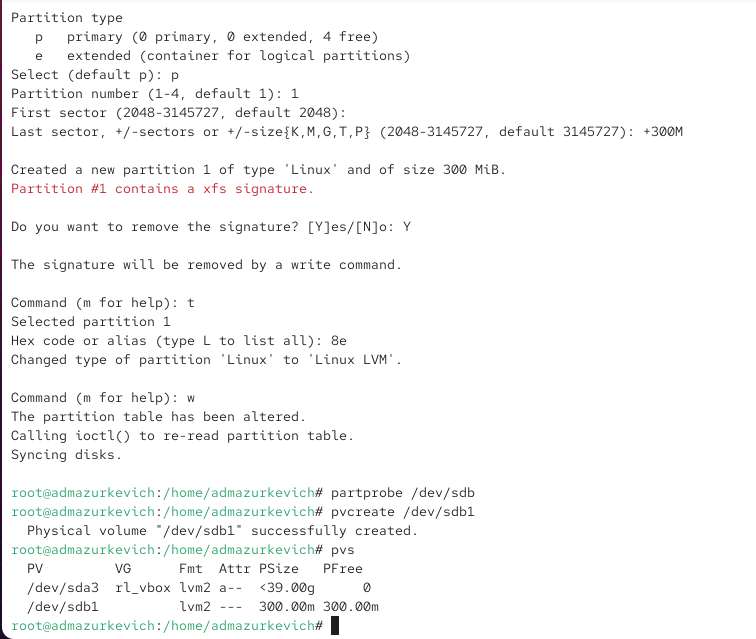 Partition type
   p   primary (0 primary, 0 extended, 4 free)
   e   extended (container for logical partitions)
Select (default p): p
Partition number (1-4, default 1): 1
First sector (2048-3145727, default 2048):
Last sector, +/-sectors or +/-size{K,M,G,T,P} (2048-3145727, default 3145727): +300M

Created a new partition 1 of type 'Linux' and of size 300 MiB.
Partition #1 contains a xfs signature.

Do you want to remove the signature? [Y]es/[N]o: Y

The signature will be removed by a write command.

Command (m for help): t
Selected partition 1
Hex code or alias (type L to list all): 8e
Changed type of partition 'Linux' to 'Linux LVM'.

Command (m for help): w
The partition table has been altered.
Calling ioctl() to re-read partition table.
Syncing disks.

root@admazurkevich:/home/admazurkevich# partprobe /dev/sdb
root@admazurkevich:/home/admazurkevich# pvcreate /dev/sdb1
  Physical volume "/dev/sdb1" successfully created.
root@admazurkevich:/home/admazurkevich# pvs
  PV         VG      Fmt  Attr PSize   PFree
  /dev/sda3  rl_vbox lvm2 a--  <39.00g      0
  /dev/sdb1          lvm2 ---  300.00m 300.00m
root@admazurkevich:/home/admazurkevich#